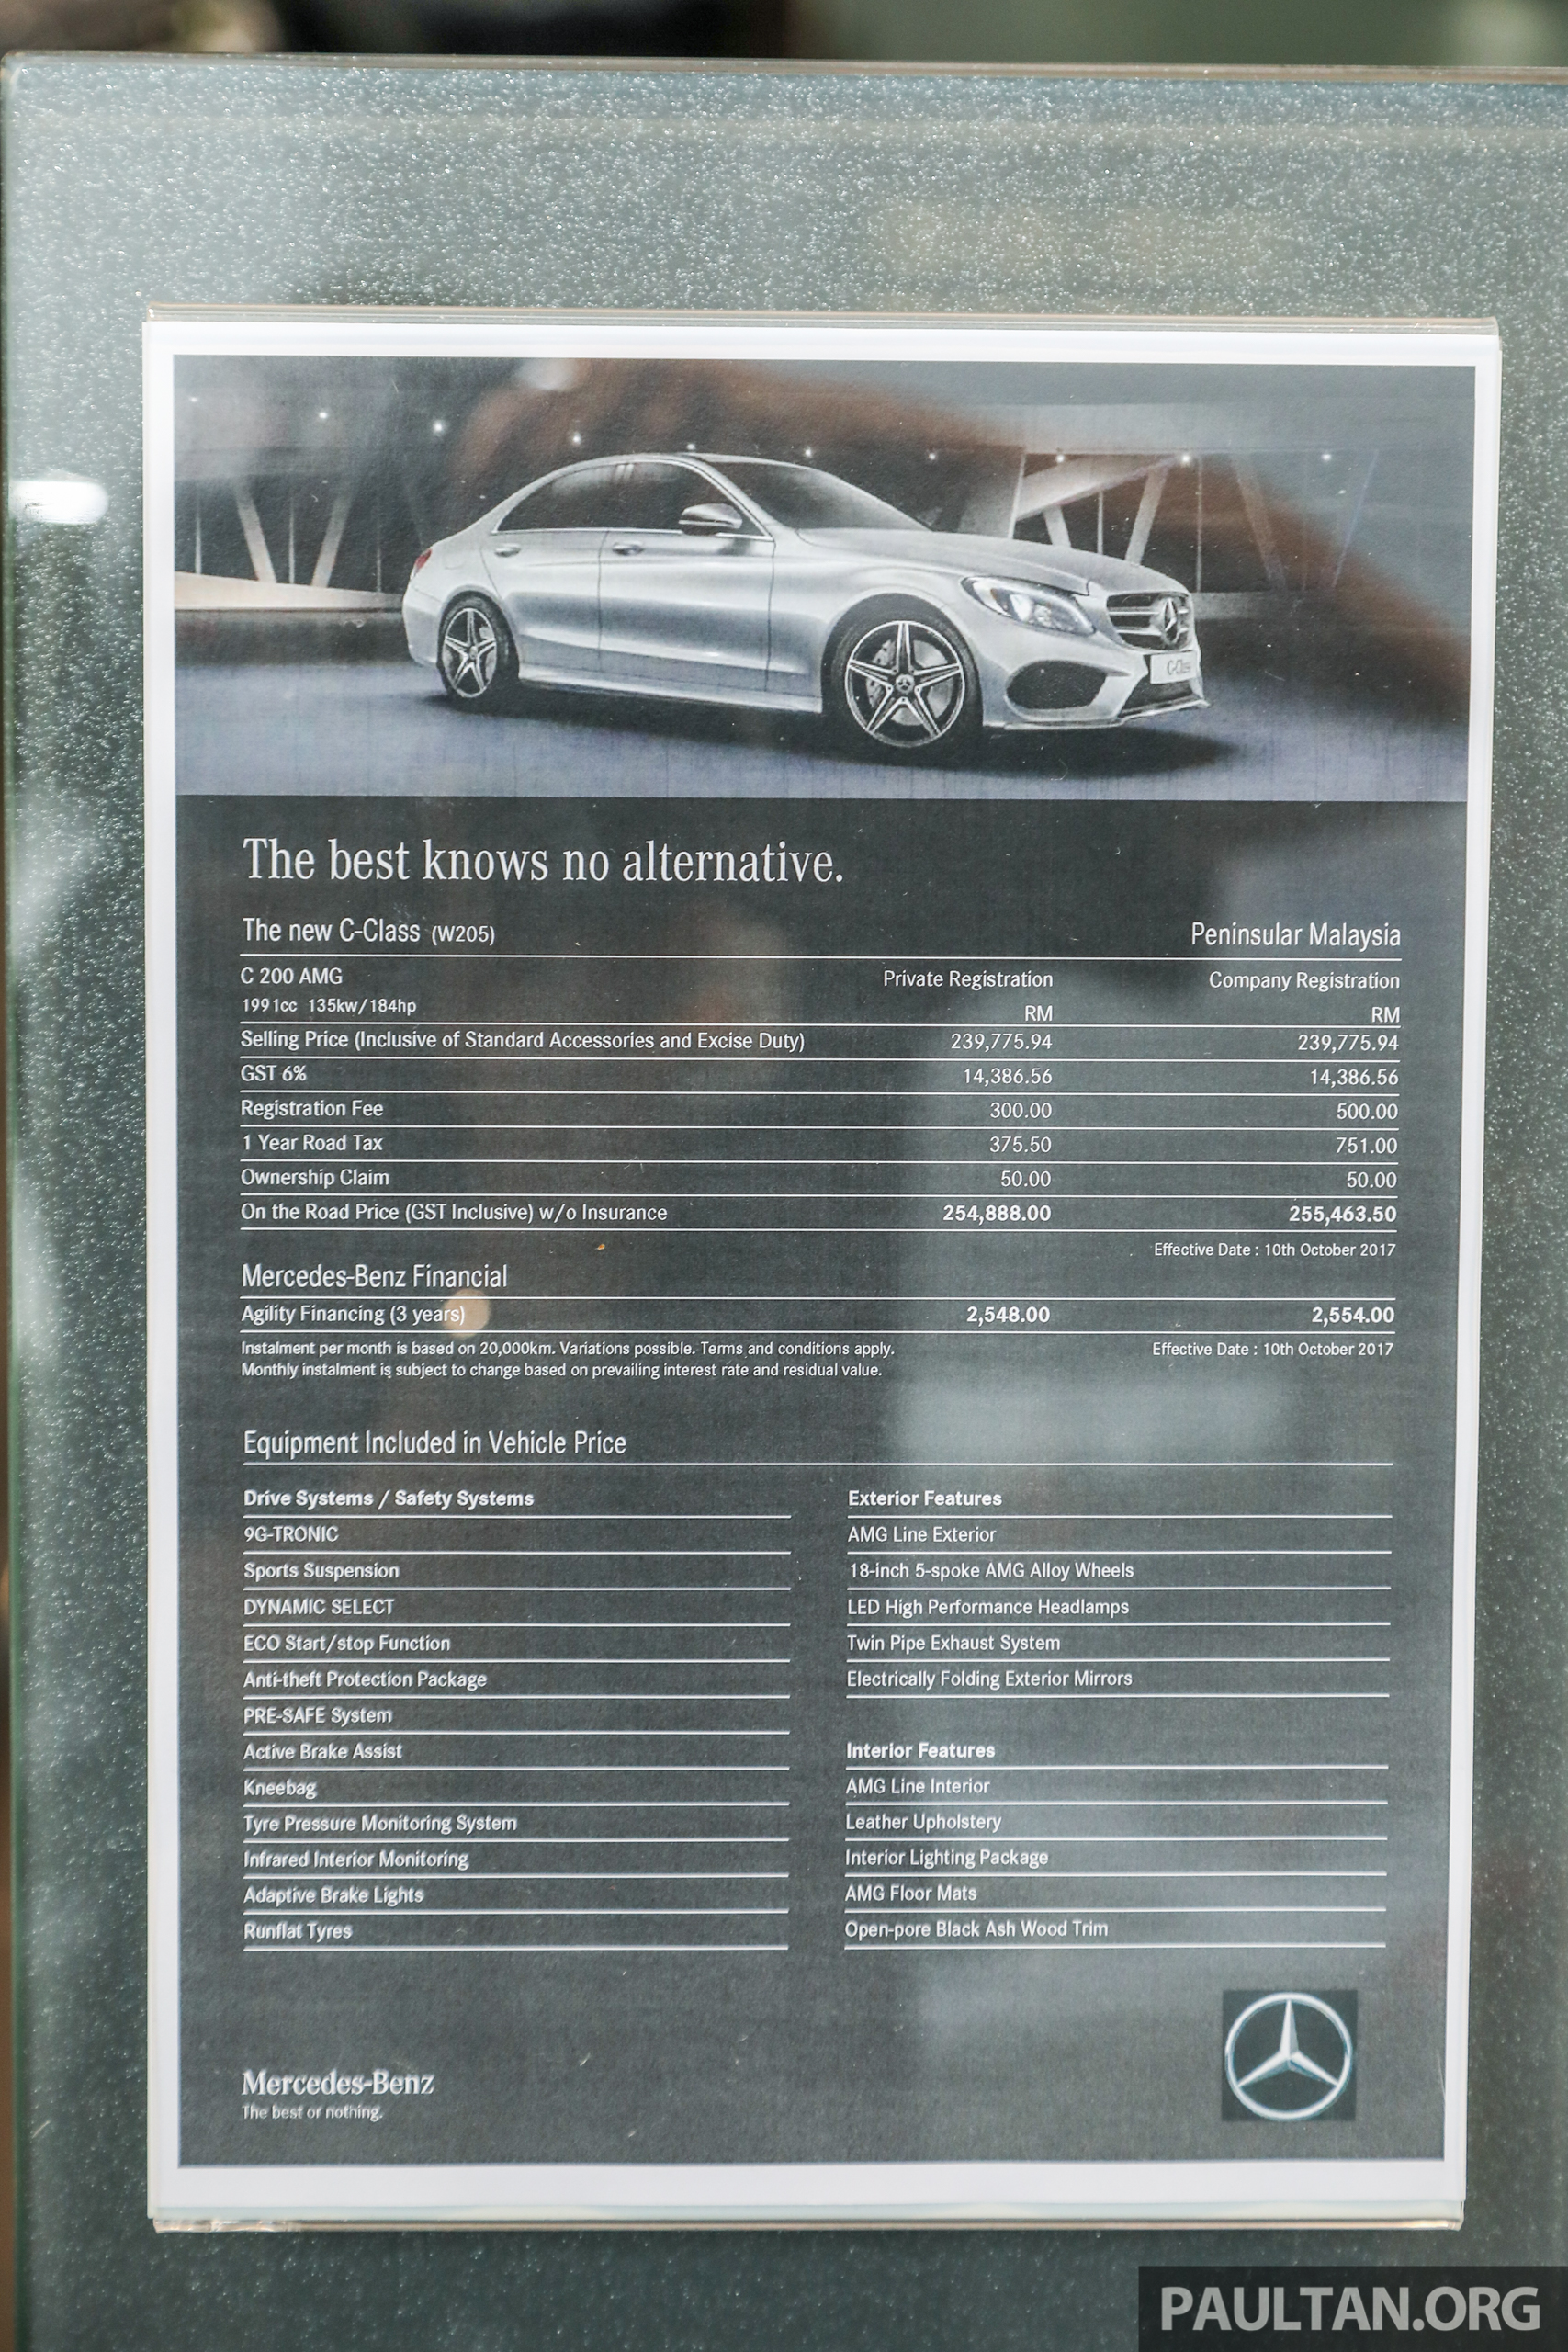 The best knows no alternative.
The new C-Class (W205) Peninsular Malaysia
C 200 AMG Private Registration Company Registration
1991cc 135kw/184hp RM RM
Selling Price (Inclusive of Standard Accessories and Excise Duty) 239,775.94 239,775.94
GST 6% 14,386.56 14,386.56
Registration Fee 300.00 500.00
1 Year Road Tax 375.50 751.00
Ownership Claim 50.00 50.00
On the Road Price (GST Inclusive) w/o Insurance 254,888.00 255,463.50
Effective Date : 10th October 2017
Mercedes-Benz Financial
Agility Financing (3 years) 2,548.00 2,554.00
Instalment per month is based on 20,000km. Variations possible. Terms and conditions apply. Effective Date : 10th October 2017
Monthly instalment is subject to change based on prevailing interest rate and residual value.
Equipment Included in Vehicle Price
Drive Systems / Safety Systems
9G-TRONIC
Sports Suspension
DYNAMIC SELECT
ECO Start/stop Function
Anti-theft Protection Package
PRE-SAFE System
Active Brake Assist
Kneebag
Tyre Pressure Monitoring System
Infrared Interior Monitoring
Adaptive Brake Lights
Runflat Tyres
Exterior Features
AMG Line Exterior
18-inch 5-spoke AMG Alloy Wheels
LED High Performance Headlamps
Twin Pipe Exhaust System
Electrically Folding Exterior Mirrors
Interior Features
AMG Line Interior
Leather Upholstery
Interior Lighting Package
AMG Floor Mats
Open-pore Black Ash Wood Trim
Mercedes-Benz
The best or nothing.
PAULTAN.ORG